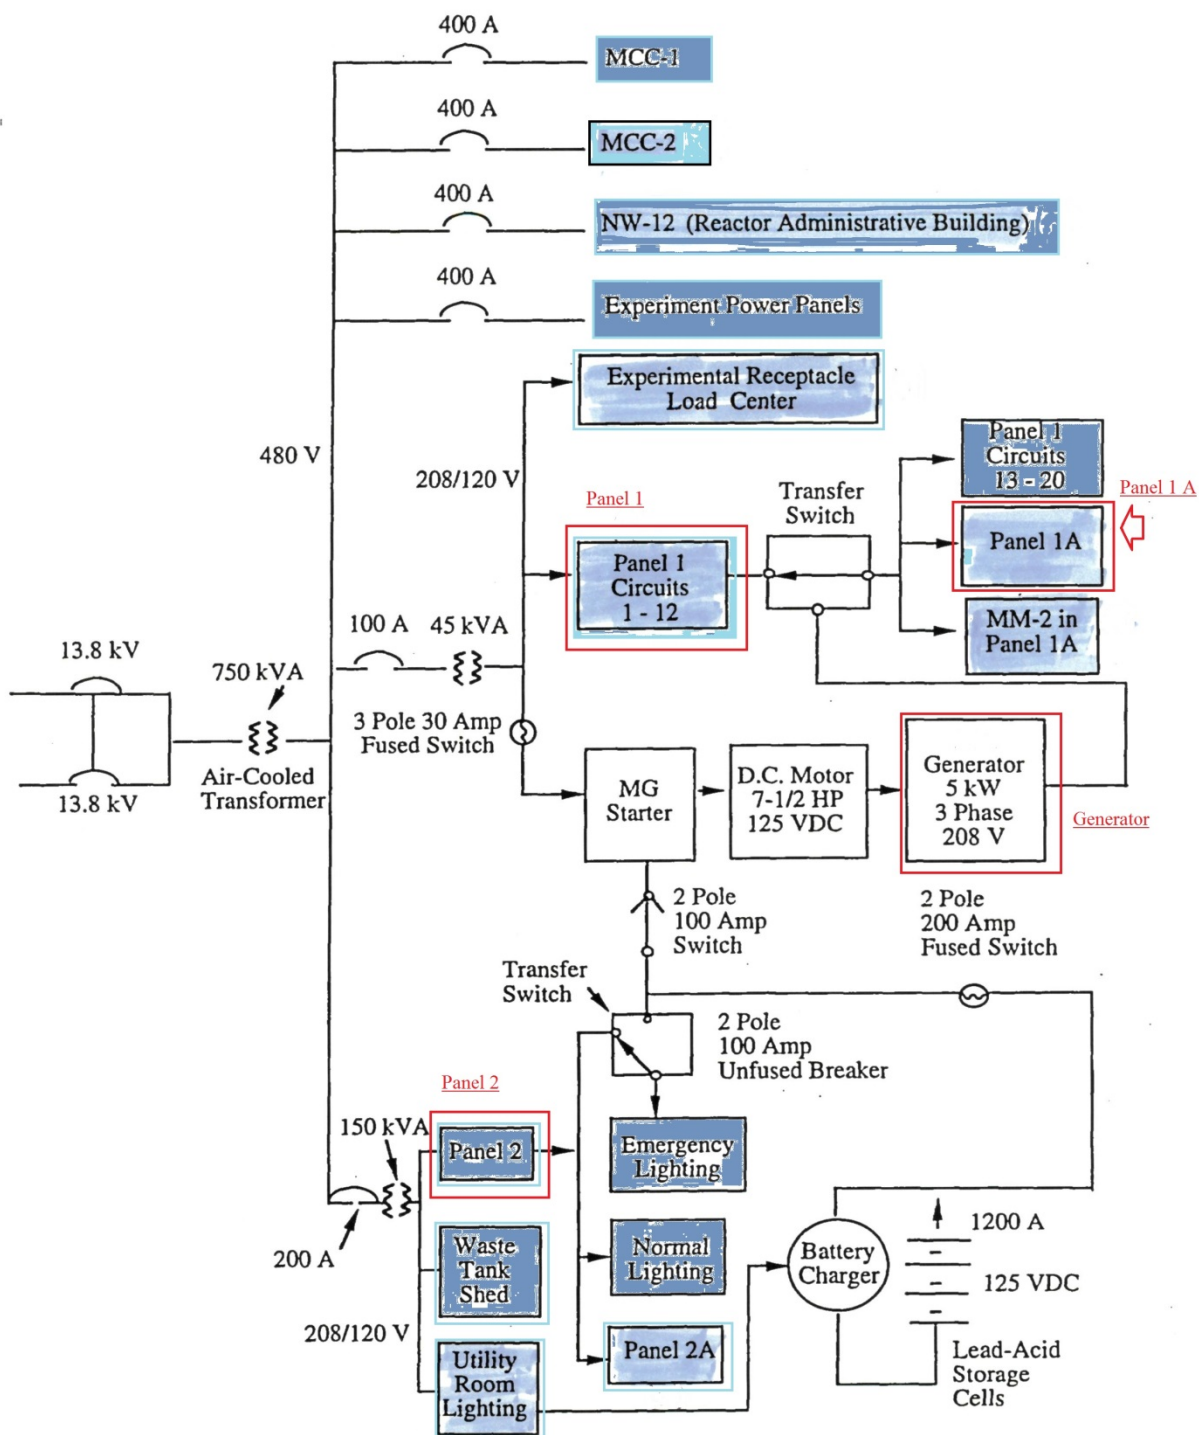 400 A
MCC-1
400 A
MCC-2
400 A
NW-12 (Reactor Administrative Building)
400 A
Experiment Power Panels
Experimental Receptacle
Load Center
480 V
208/120 V
Panel 1
Circuits
13 - 20
Panel 1
Transfer
Switch
Panel 1 A
Panel 1A
Panel 1
Circuits
1 - 12
MM-2 in
Panel 1A
100 A
45 kVA
13.8 kV
750 kVA
3 Pole 30 Amp
Fused Switch
Air-Cooled
Transformer
13.8 kV
MG
Starter
D.C. Motor
7-1/2 HP
125 VDC
Generator
5 kW
3 Phase
208 V
Generator
2 Pole
100 Amp
Switch
2 Pole
200 Amp
Fused Switch
Transfer
Switch
2 Pole
100 Amp
Unfused Breaker
Panel 2
150 kVA
Panel 2
Emergency
Lighting
200 A
Waste
Tank
Shed
Normal
Lighting
Battery
Charger
1200 A
125 VDC
208/120 V
Utility
Room
Lighting
Panel 2A
Lead-Acid
Storage
Cells